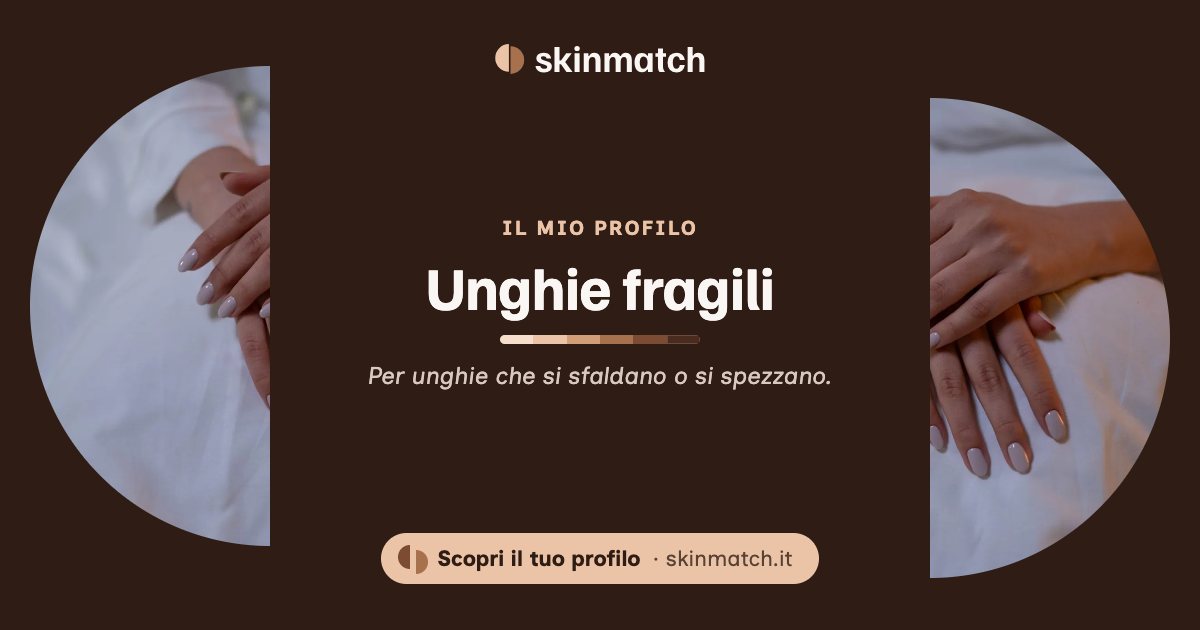 skinmatch
IL MIO PROFILO
Unghie fragili
Per unghie che si sfaldano o si spezzano.
Scopri il tuo profilo · skinmatch.it